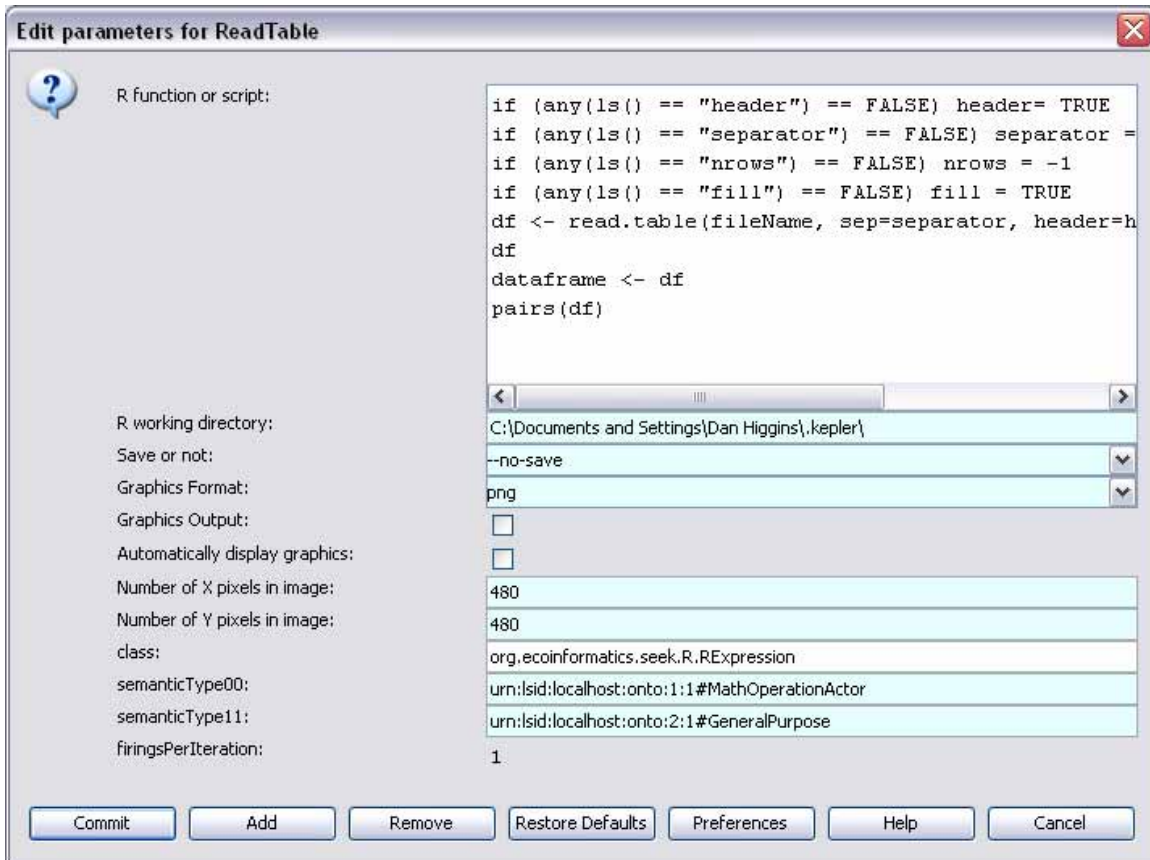 Edit parameters for ReadTable
R function or script:
if (any(ls() == "header") == FALSE) header= TRUE
if (any(ls() == "separator") == FALSE) separator =
if (any(ls() == "nrows") == FALSE) nrows = -1
if (any(ls() == "fill") == FALSE) fill = TRUE
df <- read.table(fileName, sep=separator, header=h
df
dataframe <- df
pairs(df)
R working directory: C:\Documents and Settings\Dan Higgins\.kepler\
Save or not: --no-save
Graphics Format: png
Graphics Output:
Automatically display graphics:
Number of X pixels in image: 480
Number of Y pixels in image: 480
class: org.ecoinformatics.seek.R.RExpression
semanticType00: urn:lsid:localhost:onto:1:1#MathOperationActor
semanticType11: urn:lsid:localhost:onto:2:1#GeneralPurpose
firingsPerIteration: 1
Commit Add Remove Restore Defaults Preferences Help Cancel